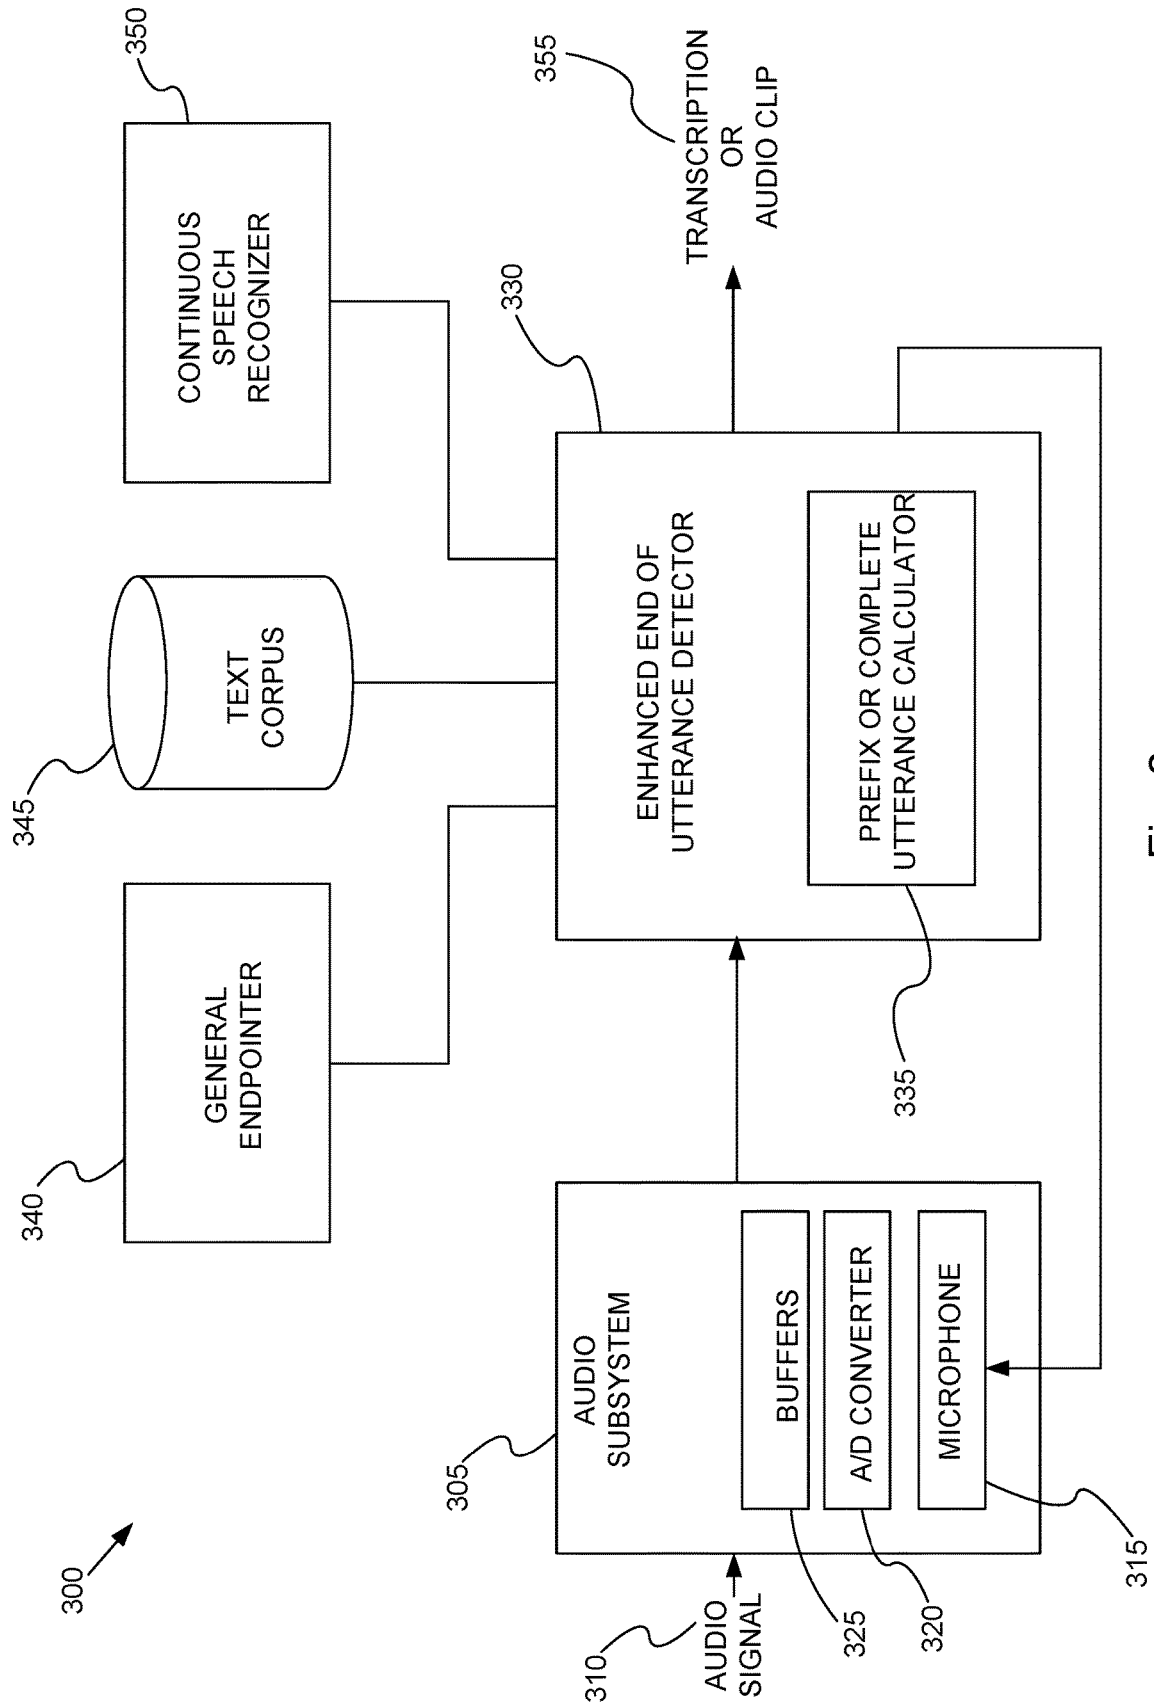 300
340
GENERAL
ENDPOINTER
345
TEXT
CORPUS
350
CONTINUOUS
SPEECH
RECOGNIZER
310
AUDIO
SIGNAL
305
AUDIO
SUBSYSTEM
BUFFERS
325
A/D CONVERTER
320
MICROPHONE
315
330
ENHANCED END OF
UTTERANCE DETECTOR
PREFIX OR COMPLETE
UTTERANCE CALCULATOR
335
355
TRANSCRIPTION
OR
AUDIO CLIP